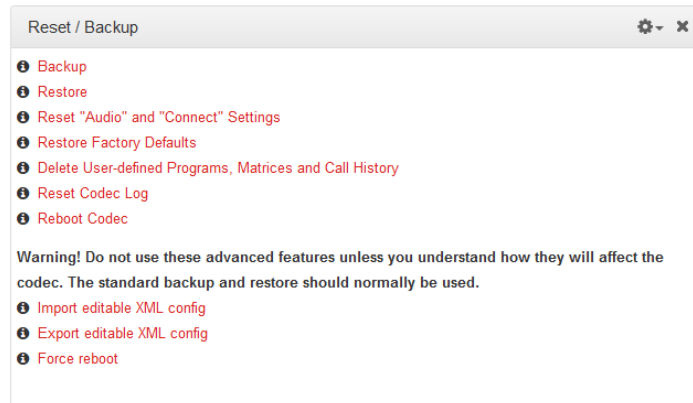 Reset / Backup
Backup
Restore
Reset "Audio" and "Connect" Settings
Restore Factory Defaults
Delete User-defined Programs, Matrices and Call History
Reset Codec Log
Reboot Codec
Warning! Do not use these advanced features unless you understand how they will affect the
codec. The standard backup and restore should normally be used.
Import editable XML config
Export editable XML config
Force reboot